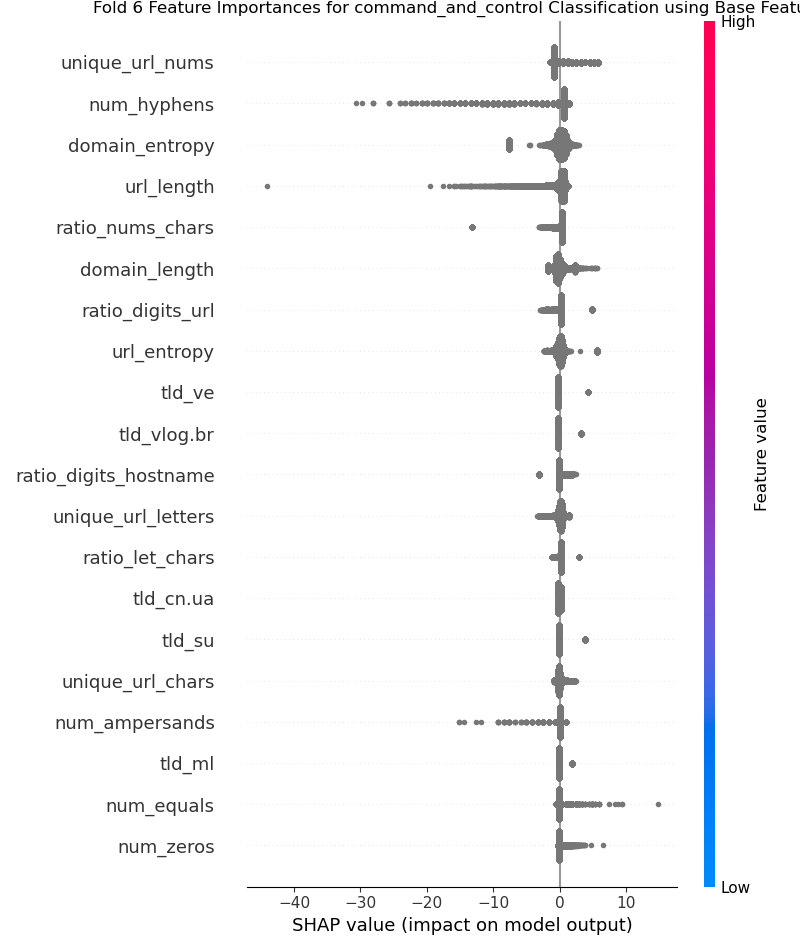 Fold 6 Feature Importances for command_and_control Classification using Base Featu
High
unique_url_nums
num_hyphens
domain_entropy
url_length
ratio_nums_chars
domain_length
ratio_digits_url
url_entropy
tld_ve
tld_vlog.br
ratio_digits_hostname
unique_url_letters
ratio_let_chars
tld_cn.ua
tld_su
unique_url_chars
num_ampersands
tld_ml
num_equals
num_zeros
Feature value
Low
−40 −30 −20 −10 0 10
SHAP value (impact on model output)